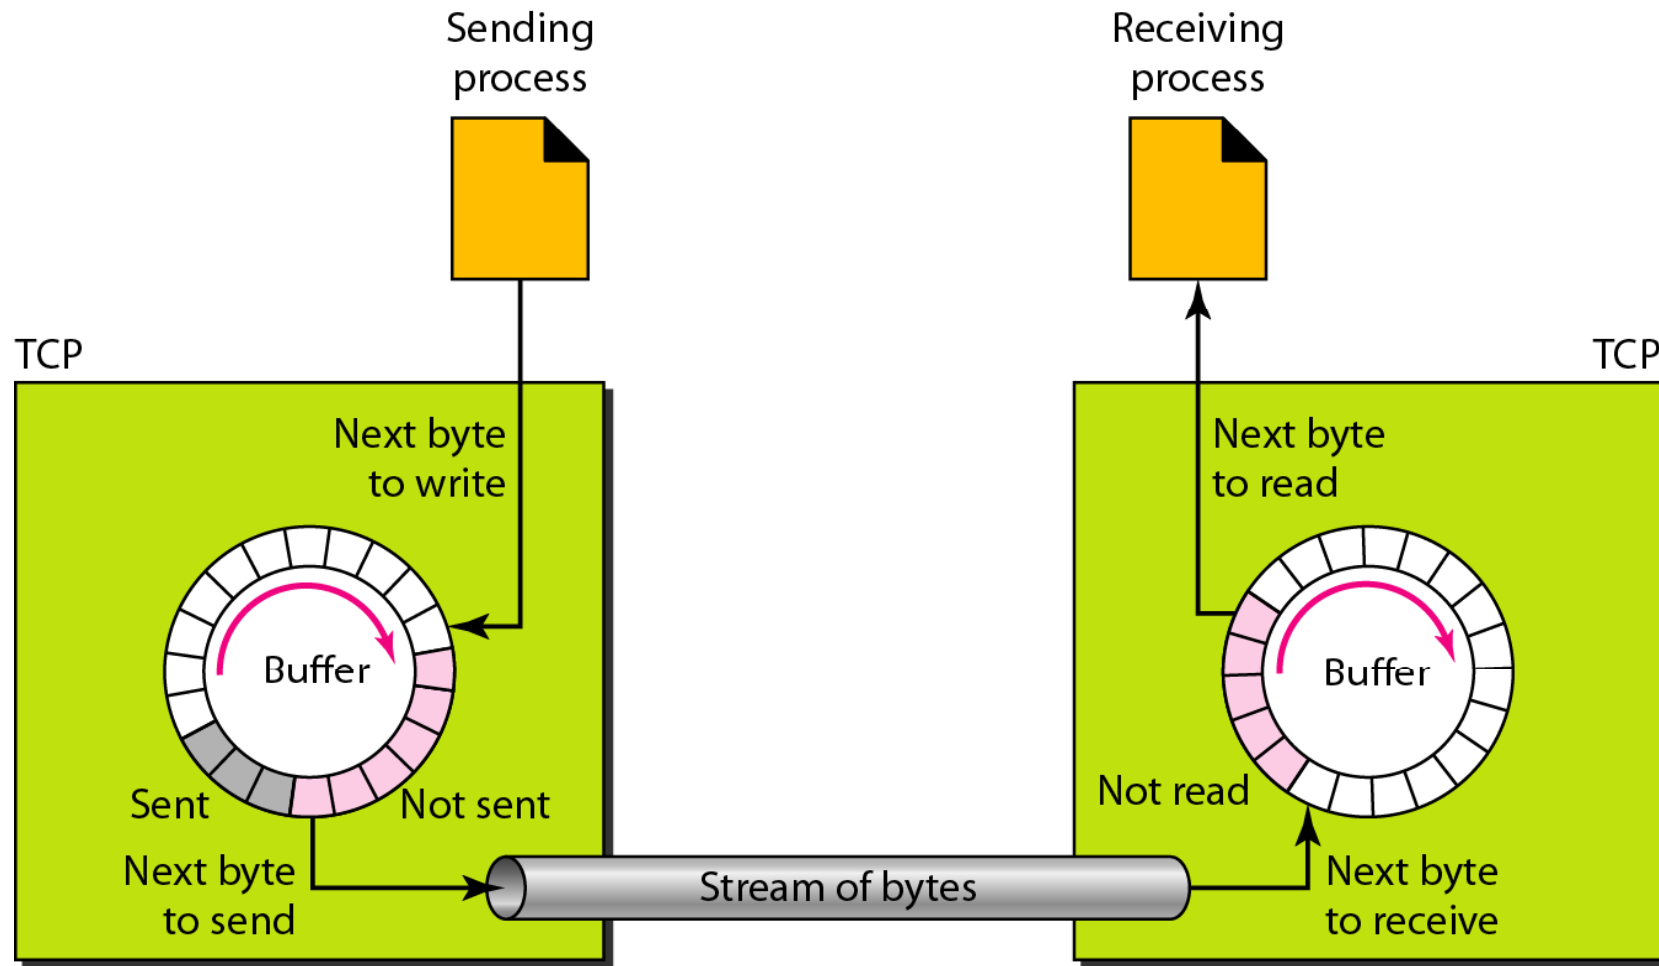 Sending
process
Receiving
process
TCP
TCP
Next byte
to write
Next byte
to read
Buffer
Buffer
Sent
Not sent
Not read
Next byte
to send
Stream of bytes
Next byte
to receive